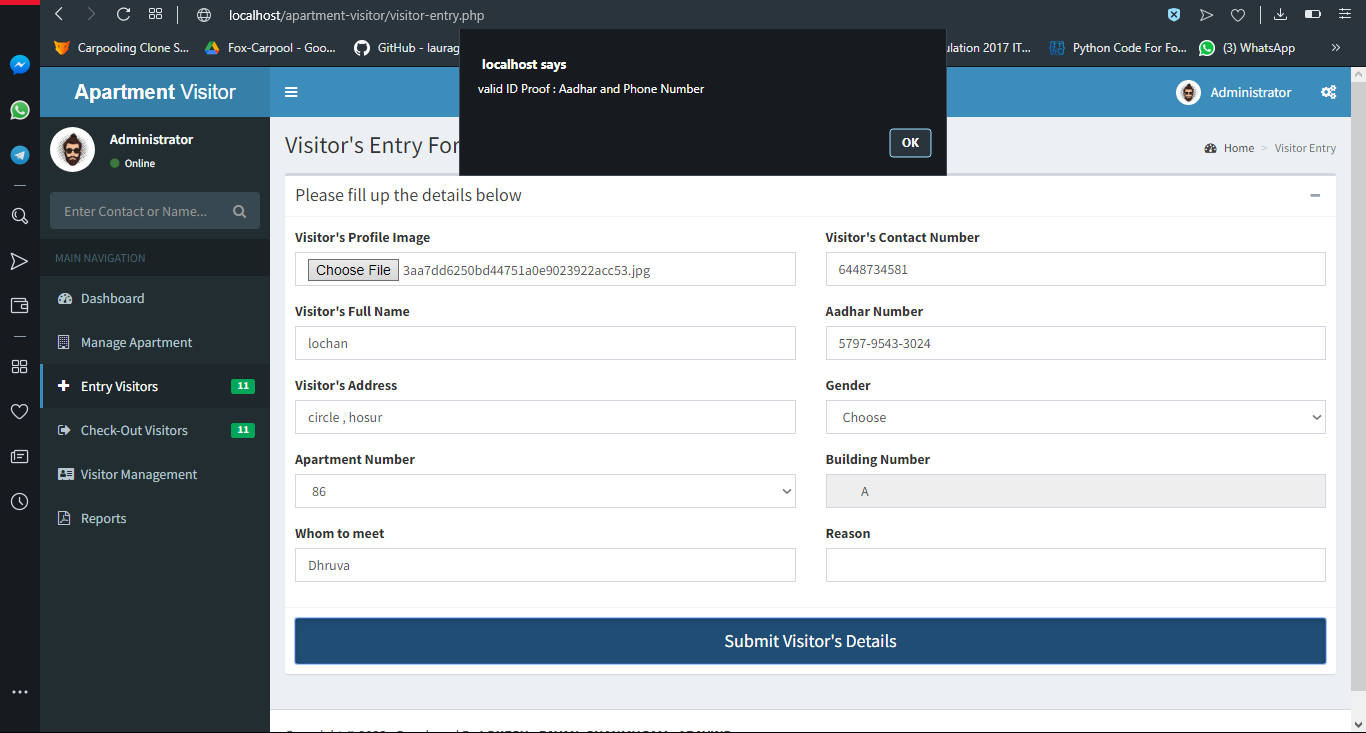 localhost/apartment-visitor/visitor-entry.php
Carpooling Clone S...
Fox-Carpool - Goo...
GitHub - laurag
ulation 2017 IT...
Python Code For Fo...
(3) WhatsApp
»
localhost says
valid ID Proof : Aadhar and Phone Number
OK
Apartment Visitor
Administrator
Administrator
Online
Enter Contact or Name...
MAIN NAVIGATION
Dashboard
Manage Apartment
Entry Visitors 11
Check-Out Visitors 11
Visitor Management
Reports
Visitor's Entry For
Home > Visitor Entry
Please fill up the details below
Visitor's Profile Image
Choose File 3aa7dd6250bd44751a0e9023922acc53.jpg
Visitor's Contact Number
6448734581
Visitor's Full Name
lochan
Aadhar Number
5797-9543-3024
Visitor's Address
circle , hosur
Gender
Choose
Apartment Number
86
Building Number
A
Whom to meet
Dhruva
Reason
Submit Visitor's Details